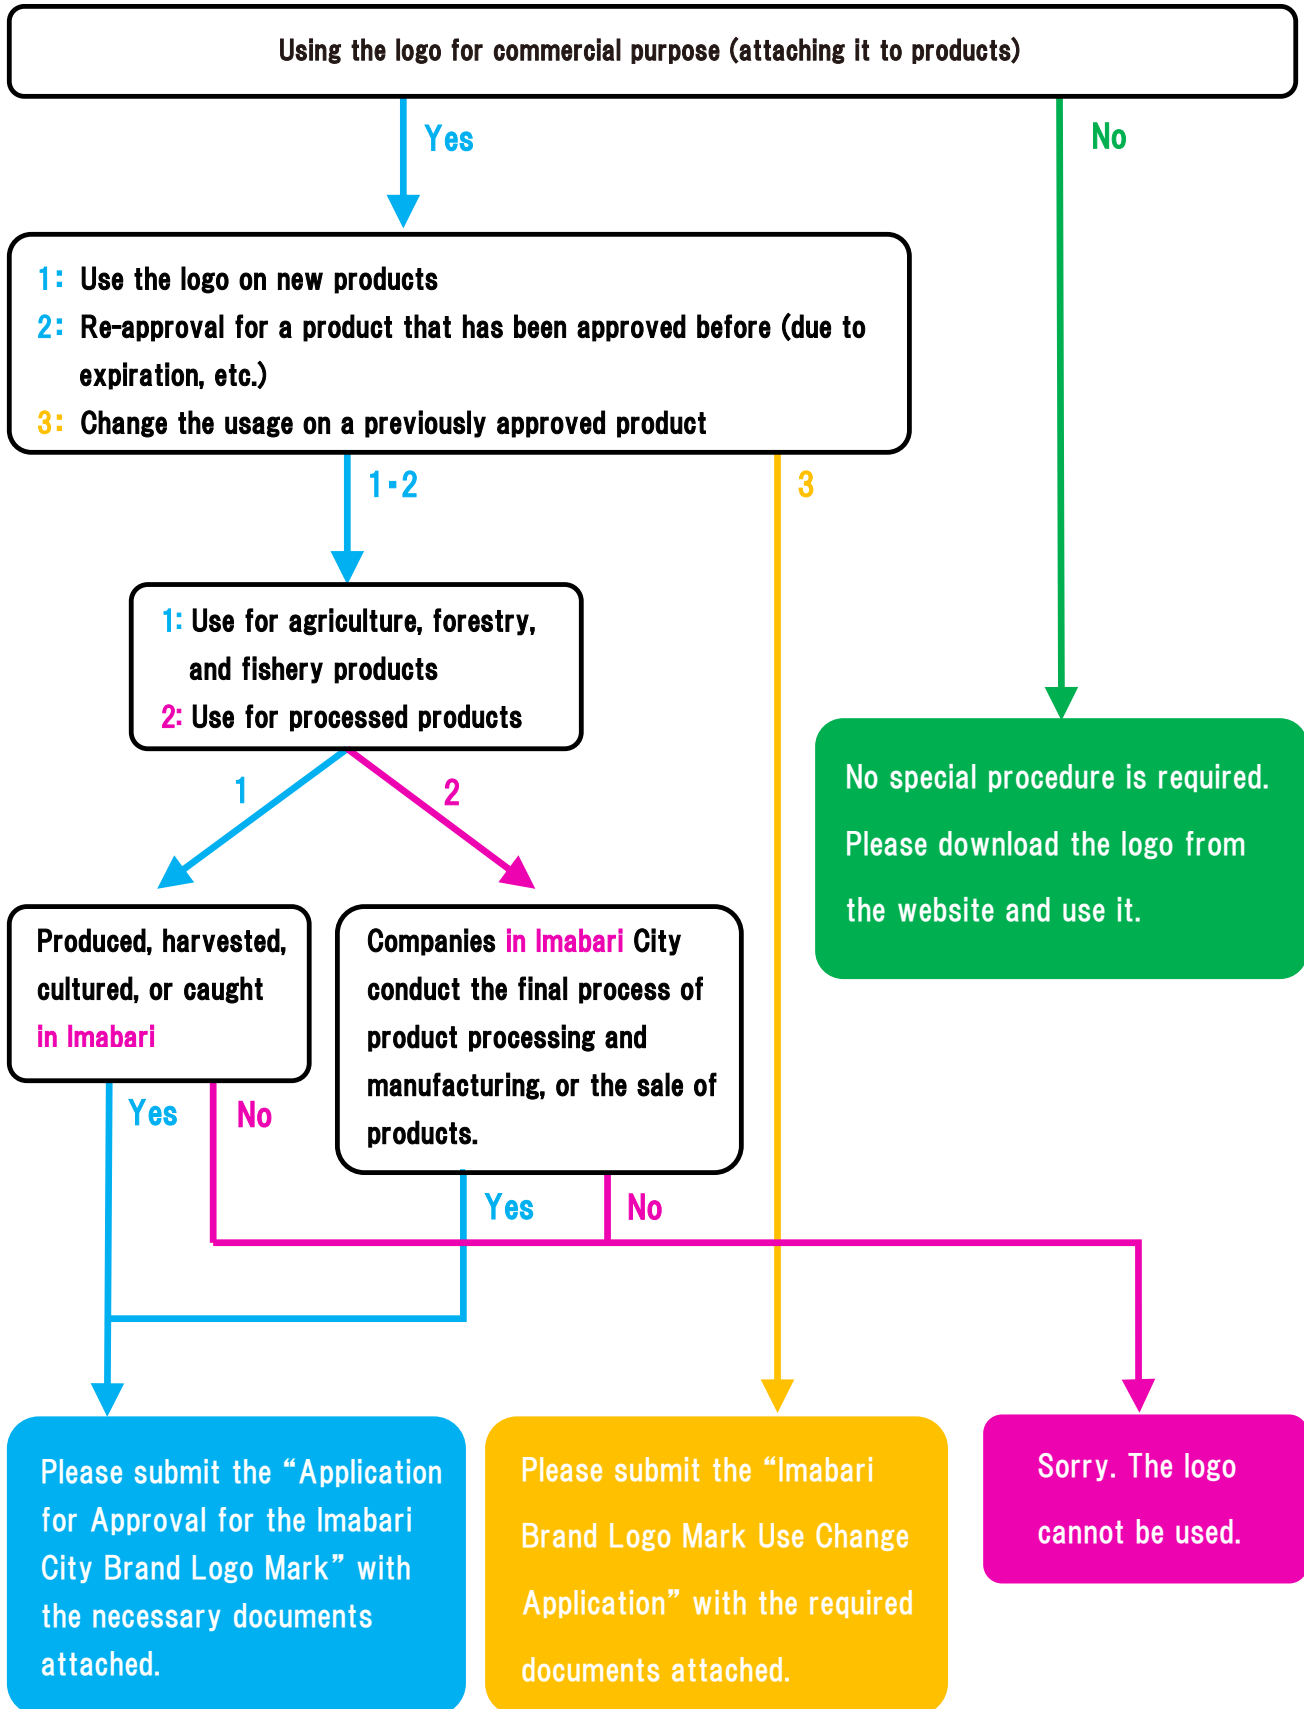 Using the logo for commercial purpose (attaching it to products)
Yes
No
1: Use the logo on new products
2: Re-approval for a product that has been approved before (due to
expiration, etc.)
3: Change the usage on a previously approved product
1・2
3
1: Use for agriculture, forestry,
and fishery products
2: Use for processed products
1
2
No special procedure is required.
Please download the logo from
the website and use it.
Produced, harvested,
cultured, or caught
in Imabari
Companies in Imabari City
conduct the final process of
product processing and
manufacturing, or the sale of
products.
Yes
No
Yes
No
Please submit the “Application
for Approval for the Imabari
City Brand Logo Mark” with
the necessary documents
attached.
Please submit the “Imabari
Brand Logo Mark Use Change
Application” with the required
documents attached.
Sorry. The logo
cannot be used.